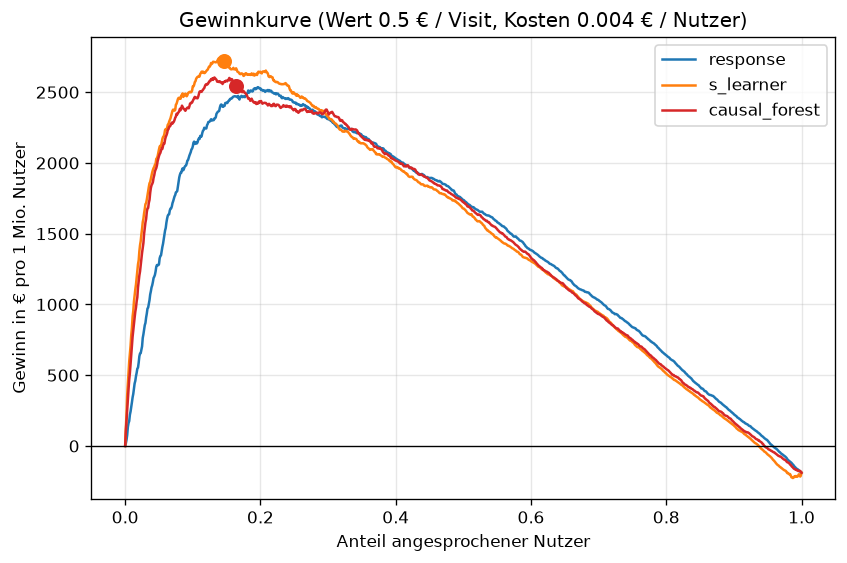 Gewinnkurve (Wert 0.5 € / Visit, Kosten 0.004 € / Nutzer)
response
s_learner
causal_forest
Gewinn in € pro 1 Mio. Nutzer
2500
2000
1500
1000
500
0
0.0 0.2 0.4 0.6 0.8 1.0
Anteil angesprochener Nutzer